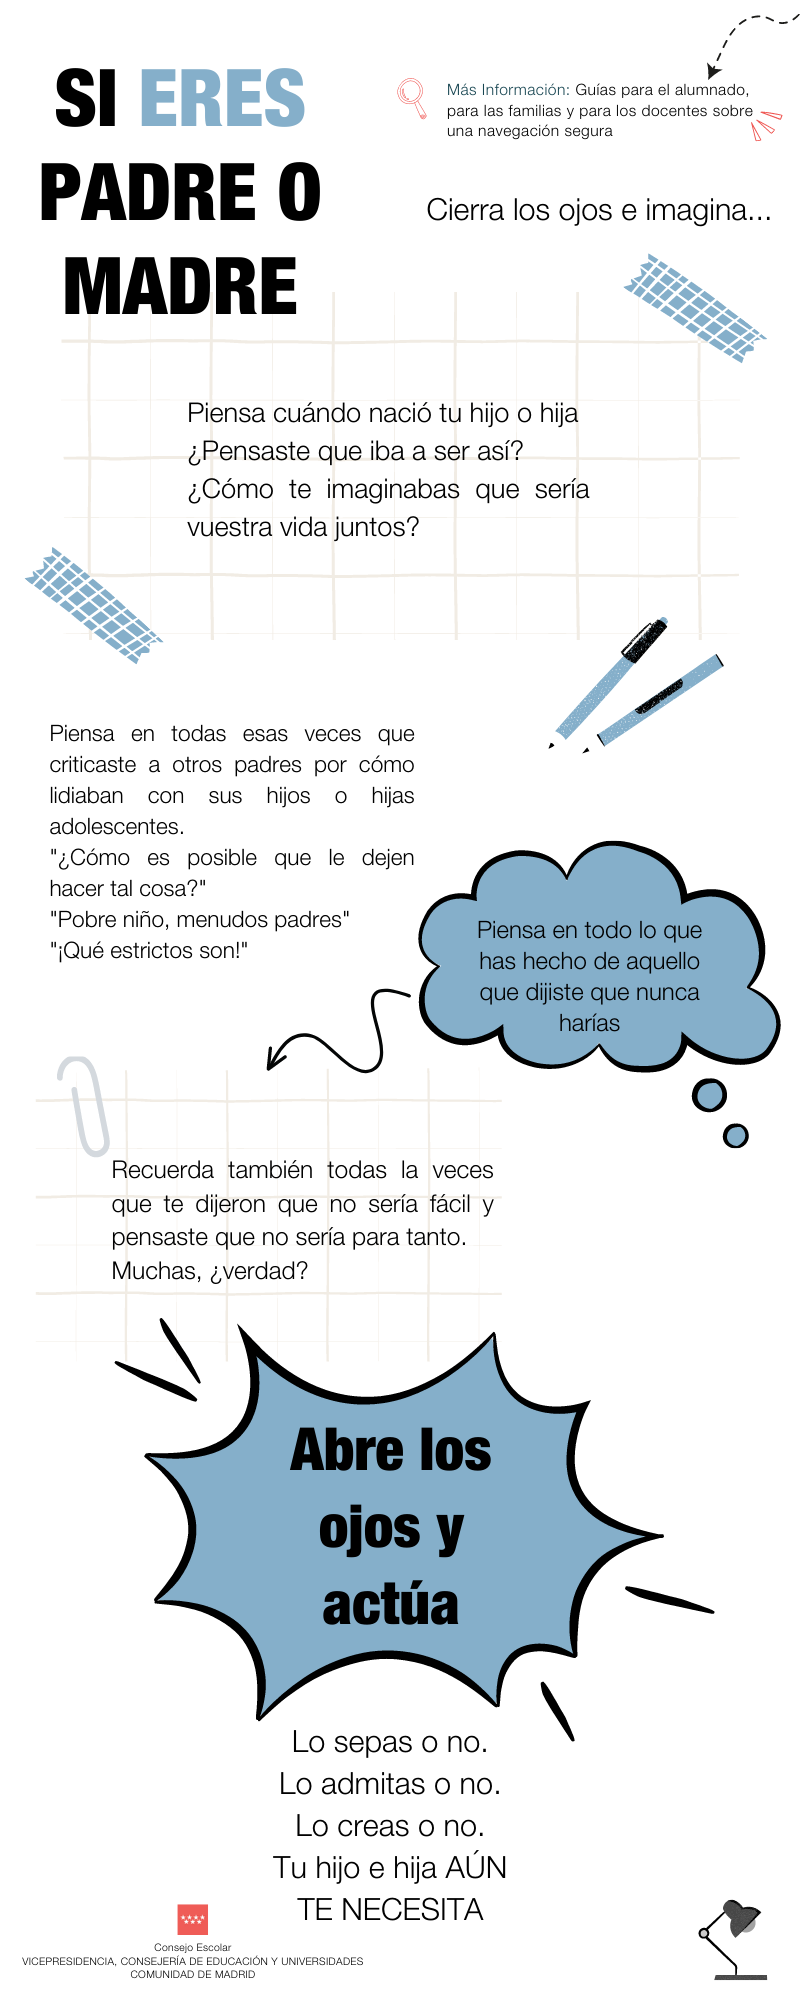 SI ERES
PADRE O
MADRE
Más Información: Guías para el alumnado,
para las familias y para los docentes sobre
una navegación segura
Cierra los ojos e imagina...
Piensa cuándo nació tu hijo o hija
¿Pensaste que iba a ser así?
¿Cómo te imaginabas que sería
vuestra vida juntos?
Piensa en todas esas veces que
criticaste a otros padres por cómo
lidiaban con sus hijos o hijas
adolescentes.
"¿Cómo es posible que le dejen
hacer tal cosa?"
"Pobre niño, menudos padres"
"¡Qué estrictos son!"
Piensa en todo lo que
has hecho de aquello
que dijiste que nunca
harías
Recuerda también todas la veces
que te dijeron que no sería fácil y
pensaste que no sería para tanto.
Muchas, ¿verdad?
Abre los
ojos y
actúa
Lo sepas o no.
Lo admitas o no.
Lo creas o no.
Tu hijo e hija AÚN
TE NECESITA
Consejo Escolar
VICEPRESIDENCIA, CONSEJERÍA DE EDUCACIÓN Y UNIVERSIDADES
COMUNIDAD DE MADRID